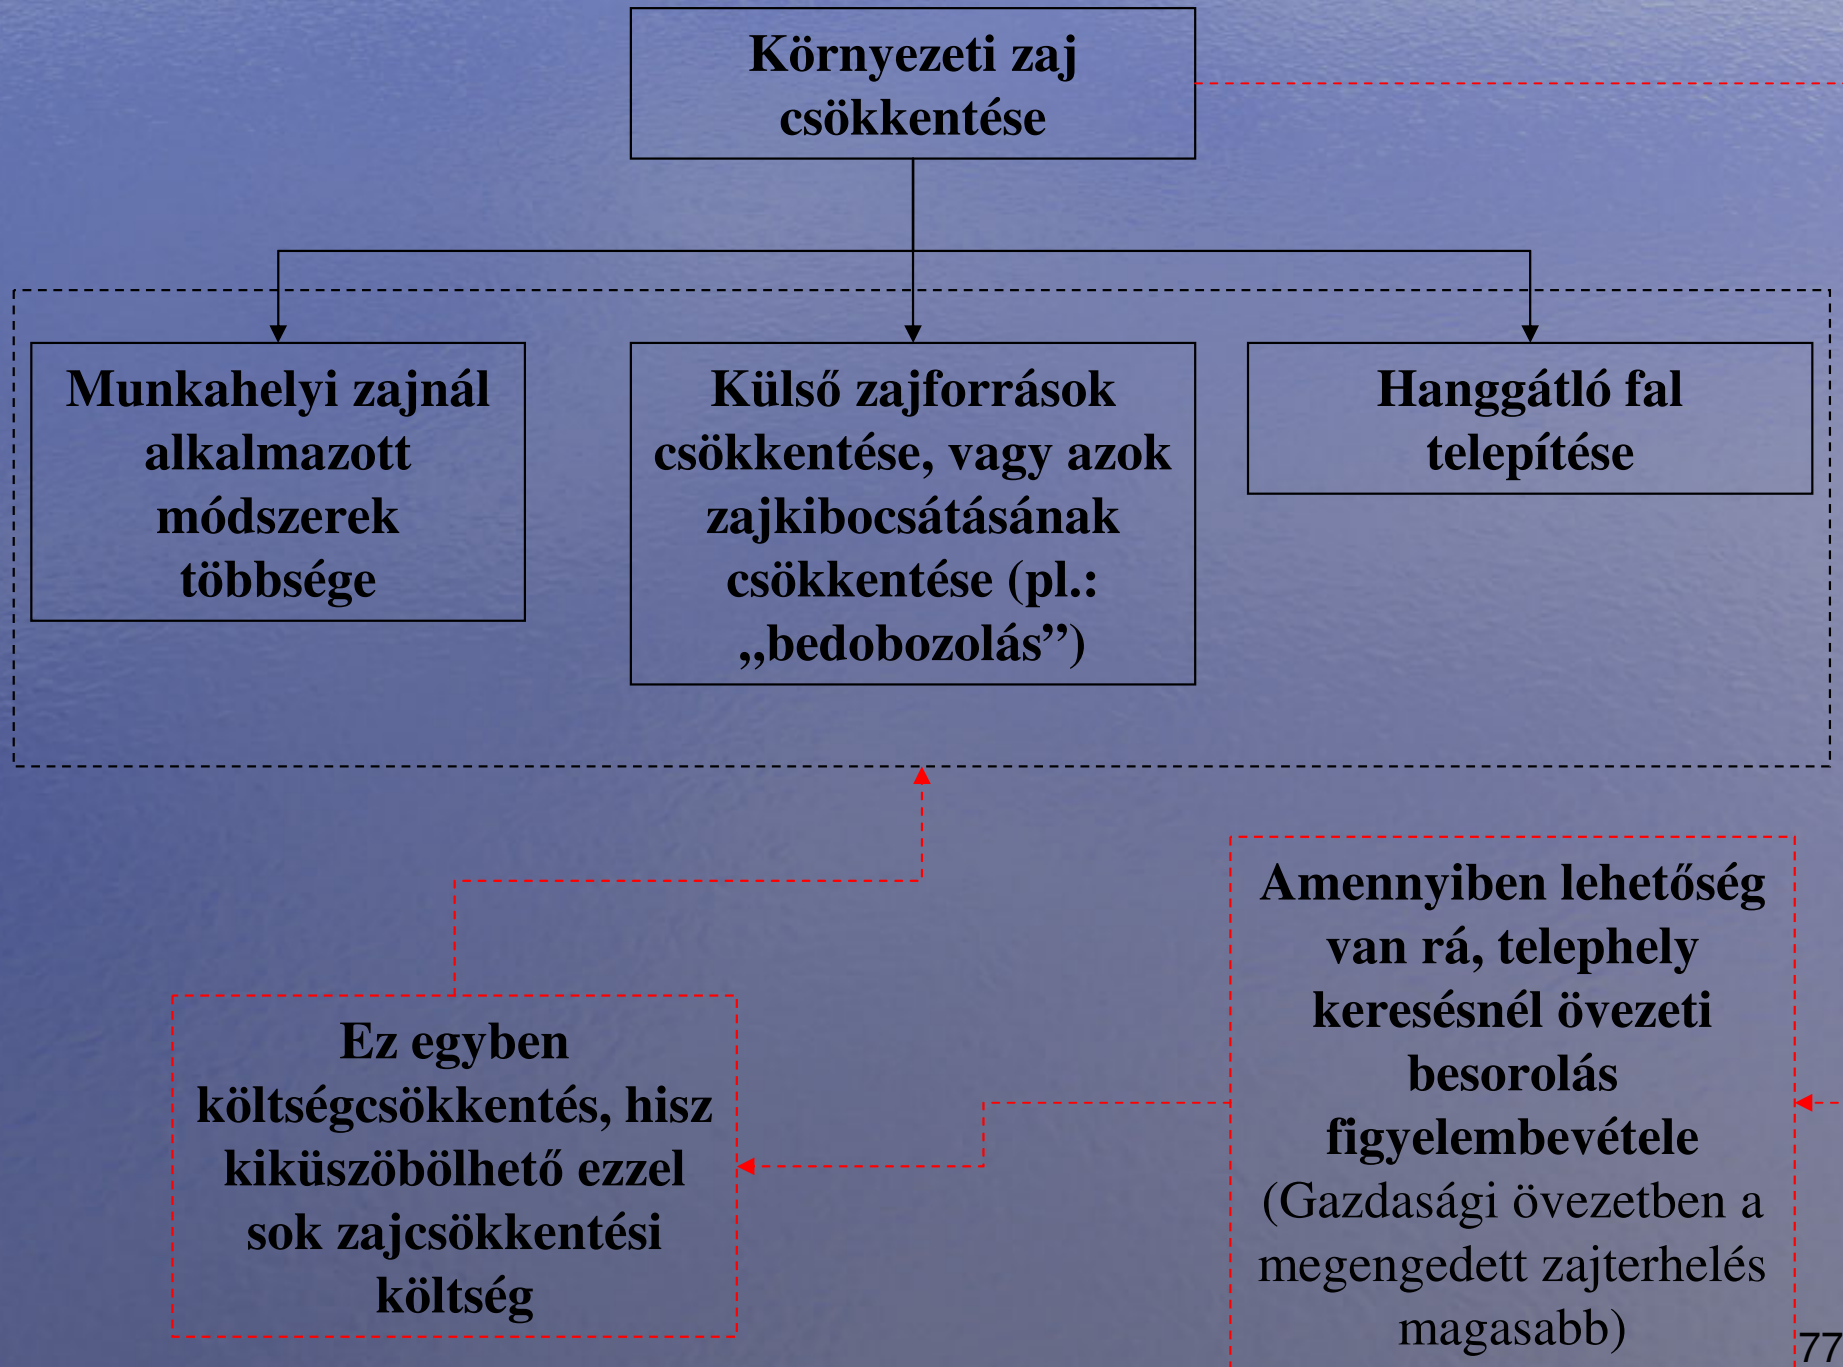 Környezeti zaj
csökkentése
Munkahelyi zajnál
alkalmazott
módszerek
többsége
Külső zajforrások
csökkentése, vagy azok
zajkibocsátásának
csökkentése (pl.:
„bedobozolás”)
Hanggátló fal
telepítése
Amennyiben lehetőség
van rá, telephely
keresésnél övezeti
besorolás
figyelembevétele
(Gazdasági övezetben a
megengedett zajterhelés
magasabb)
Ez egyben
költségcsökkentés, hisz
kiküszöbölhető ezzel
sok zajcsökkentési
költség
77